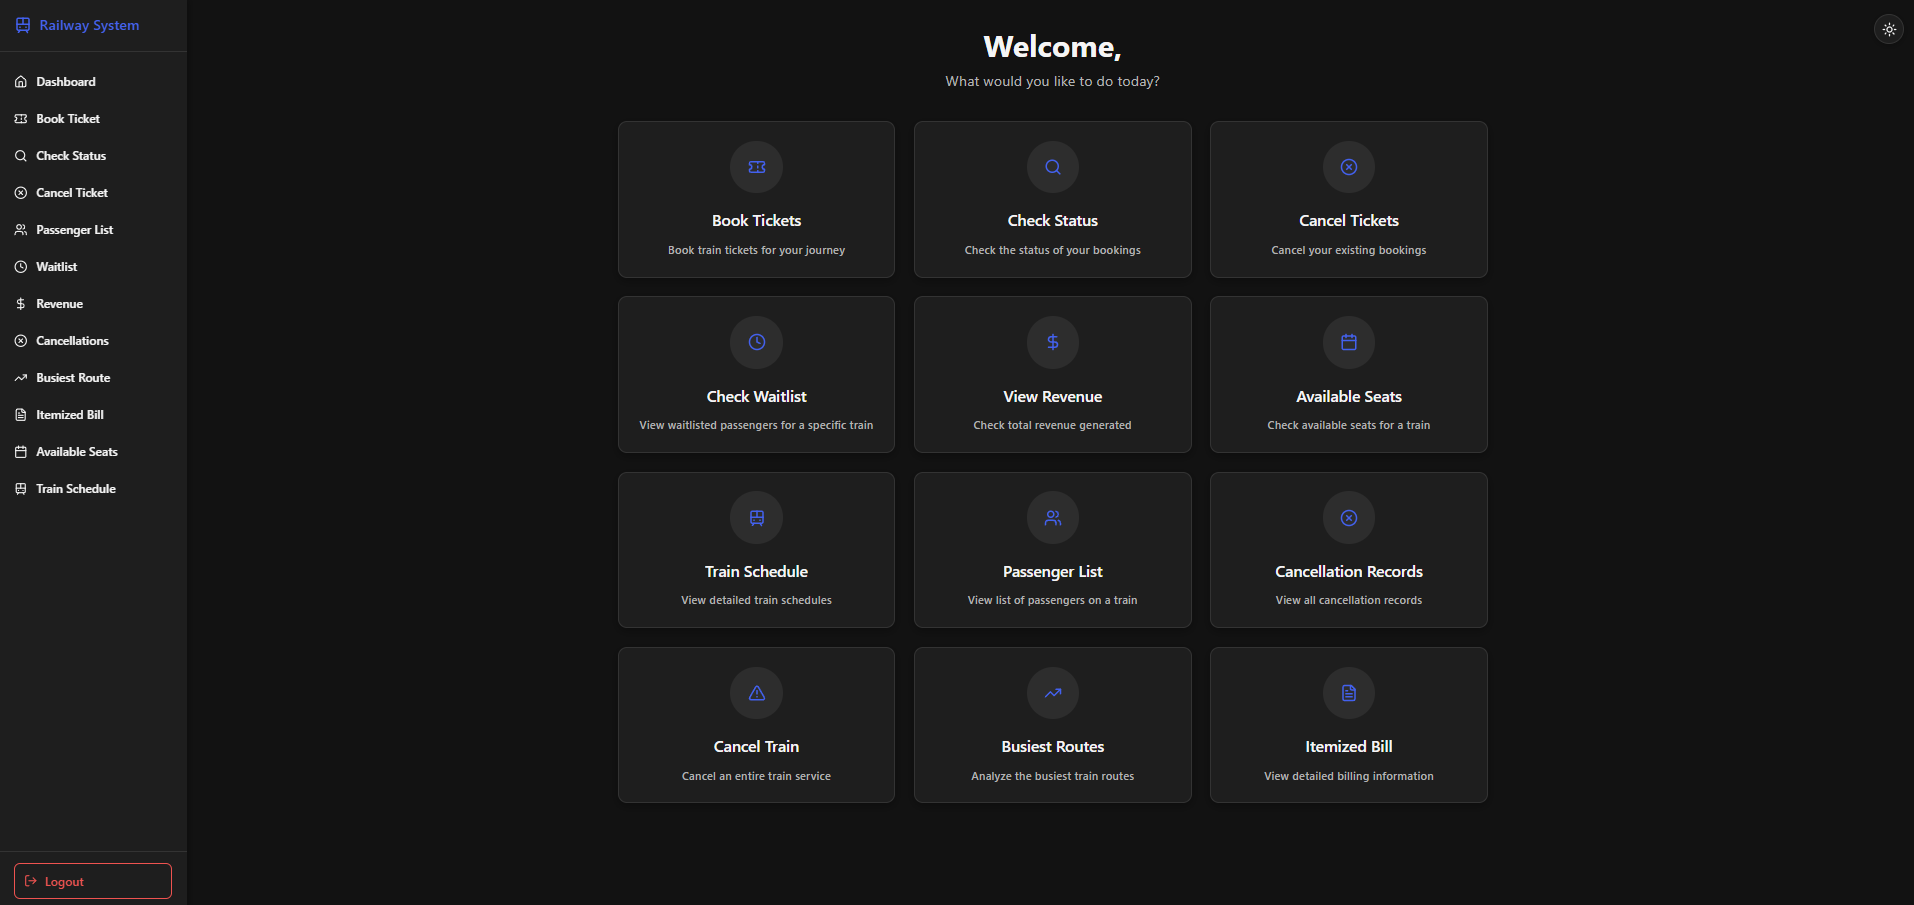 Railway System
Dashboard
Book Ticket
Check Status
Cancel Ticket
Passenger List
Waitlist
Revenue
Cancellations
Busiest Route
Itemized Bill
Available Seats
Train Schedule
Logout
Welcome,
What would you like to do today?
Book Tickets
Book train tickets for your journey
Check Status
Check the status of your bookings
Cancel Tickets
Cancel your existing bookings
Check Waitlist
View waitlisted passengers for a specific train
View Revenue
Check total revenue generated
Available Seats
Check available seats for a train
Train Schedule
View detailed train schedules
Passenger List
View list of passengers on a train
Cancellation Records
View all cancellation records
Cancel Train
Cancel an entire train service
Busiest Routes
Analyze the busiest train routes
Itemized Bill
View detailed billing information